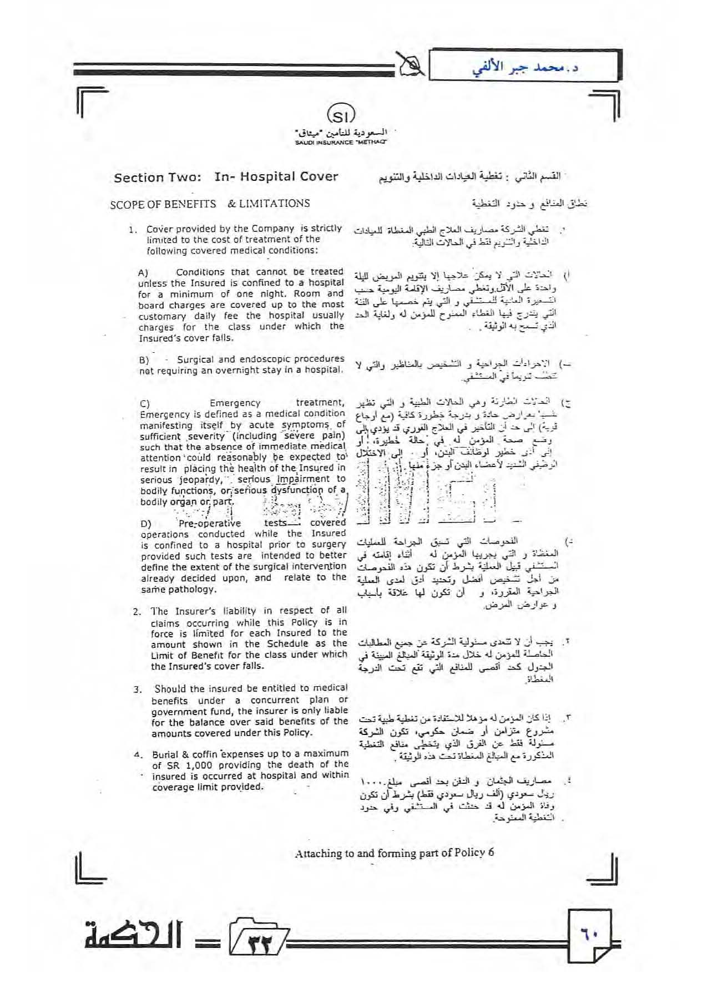 د. محمد جبر الألفي
SI
السعودية للتأمين "ميثاق"
SAUDI INSURANCE "METHAQ"
Section Two: In- Hospital Cover
SCOPE OF BENEFITS & LIMITATIONS
1. Cover provided by the Company is strictly
limited to the cost of treatment of the
following covered medical conditions:
A) Conditions that cannot be treated
unless the Insured is confined to a hospital
for a minimum of one night. Room and
board charges are covered up to the most
customary daily fee the hospital usually
charges for the class under which the
Insured's cover falls.
B) Surgical and endoscopic procedures
not requiring an overnight stay in a hospital.
C) Emergency treatment,
Emergency is defined as a medical condition
manifesting itself by acute symptoms of
sufficient severity (including severe pain)
such that the absence of immediate medical
attention could reasonably be expected to
result in placing the health of the Insured in
serious jeopardy, serious impairment to
bodily functions, or serious dysfunction of a
bodily organ or part.
D) Pre-operative tests covered
operations conducted while the Insured
is confined to a hospital prior to surgery
provided such tests are intended to better
define the extent of the surgical intervention
already decided upon, and relate to the
same pathology.
2. The Insurer's liability in respect of all
claims occurring while this Policy is in
force is limited for each Insured to the
amount shown in the Schedule as the
Limit of Benefit for the class under which
the Insured's cover falls.
3. Should the insured be entitled to medical
benefits under a concurrent plan or
government fund, the insurer is only liable
for the balance over said benefits of the
amounts covered under this Policy.
4. Burial & coffin expenses up to a maximum
of SR 1,000 providing the death of the
insured is occurred at hospital and within
coverage limit provided.
القسم الثاني : تغطية العيادات الداخلية والتنويم
نطاق المنافع و حدود التغطية
تغطي الشركة مصاريف العلاج الطبي المغطاة للعيادات
الداخلية والتنويم فقط في الحالات التالية:
أ) الحالات التي لا يمكن علاجها إلا بتنويم المريض لليلة
واحدة على الأقل وتغطي مصاريف الإقامة اليومية حسب
التسعيرة العادية للمستشفي و التي يتم خصمها على الفئة
التي يندرج فيها الغطاء الممنوح للمؤمن له ولغاية الحد
الذي تسمح به الوثيقة .
ب) الإجراءات الجراحية و التشخيص بالمناظير والتي لا
تتطلب تنويماً في المستشفي.
ج) الحالات الطارئة وهي الحالات الطبية و التي تظهر
نفسها بعوارض حادة و بدرجة خطورة كافية (مع أوجاع
قوية) إلى حد أن التأخير في العلاج الفوري قد يؤدي إلى
وضع صحة المؤمن له في حالة خطيرة، أو
إلى أذى خطير لوظائف البدن، أو إلى الاختلال
الوظيفي الشديد لأعضاء البدن أو جزء منها.
د) الفحوصات التي تسبق الجراحة للعمليات
المغطاة و التي يجريها المؤمن له أثناء إقامته في
المستشفي قبيل العملية بشرط أن تكون هذه الفحوصات
من أجل تشخيص أفضل وتحديد أدق لمدى العملية
الجراحية المقررة، و أن تكون لها علاقة بأسباب
و عوارض المرض.
٢. يجب أن لا تتعدى مسئولية الشركة عن جميع المطالبات
الحاصلة للمؤمن له خلال مدة الوثيقة المبالغ المبينة في
الجدول كحد أقصى للمنافع التي تقع تحت الدرجة
المغطاة.
٣. إذا كان المؤمن له مؤهلا للاستفادة من تغطية طبية تحت
مشروع متزامن أو ضمان حكومي، تكون الشركة
مسئولة فقط عن الفرق الذي يتخطى منافع التغطية
المذكورة مع المبالغ المغطاة تحت هذه الوثيقة .
٤. مصاريف الجثمان و الدفن بحد أقصى مبلغ ١٠٠٠
ريال سعودي (ألف ريال سعودي فقط) بشرط أن تكون
وفاة المؤمن له قد حدثت في المستشفي وفي حدود
التغطية الممنوحة.
Attaching to and forming part of Policy 6
الحكمة
٣٢
٦٠